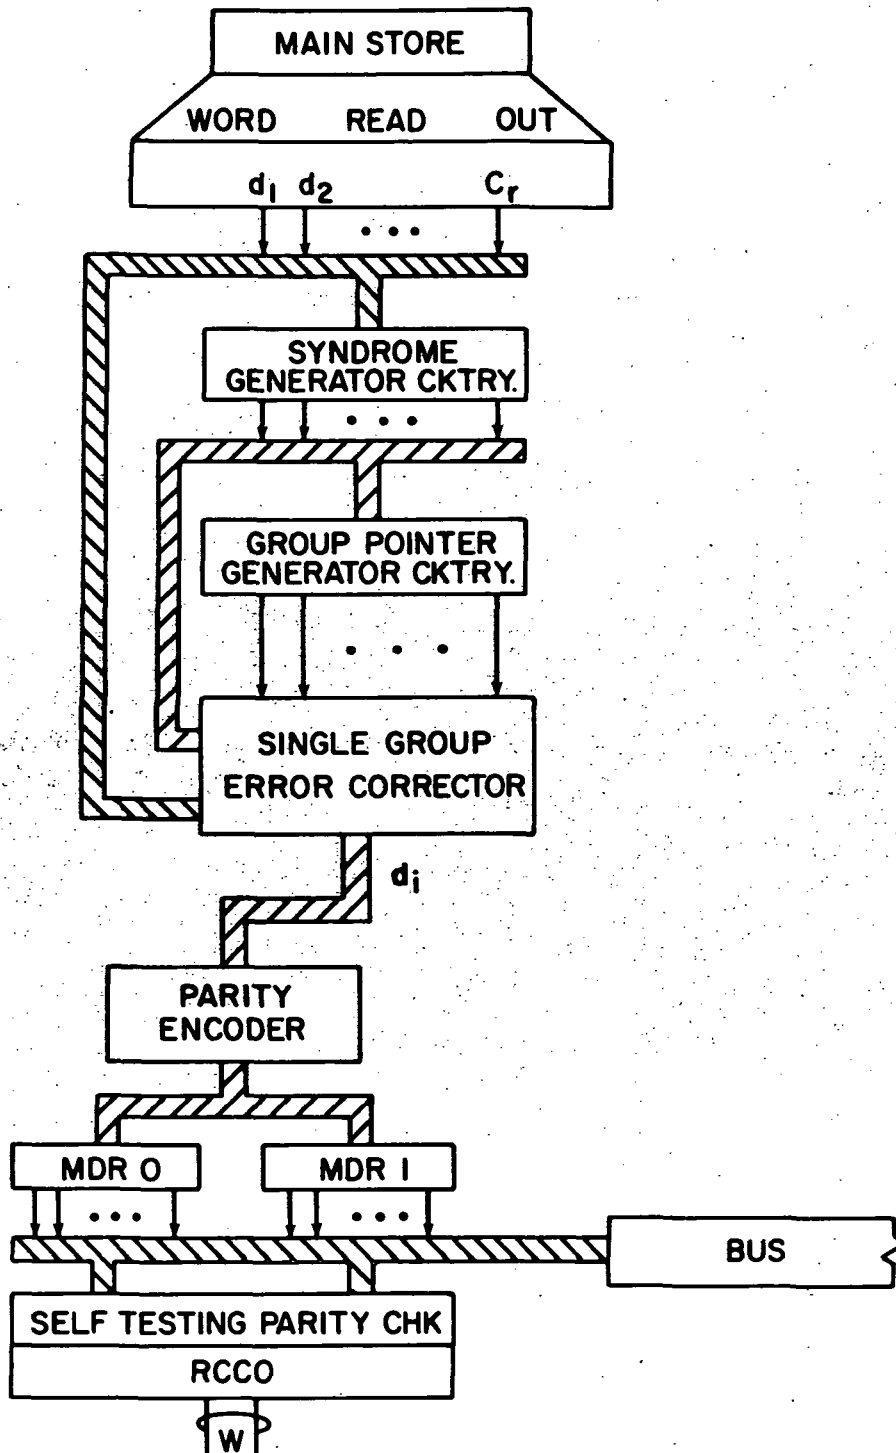 MAIN STORE
WORD READ OUT
d1 d2 ... Cr
SYNDROME
GENERATOR CKTRY.
...
GROUP POINTER
GENERATOR CKTRY.
...
SINGLE GROUP
ERROR CORRECTOR
di
PARITY
ENCODER
MDR 0 MDR 1
... ...
BUS
SELF TESTING PARITY CHK
RCCO
W